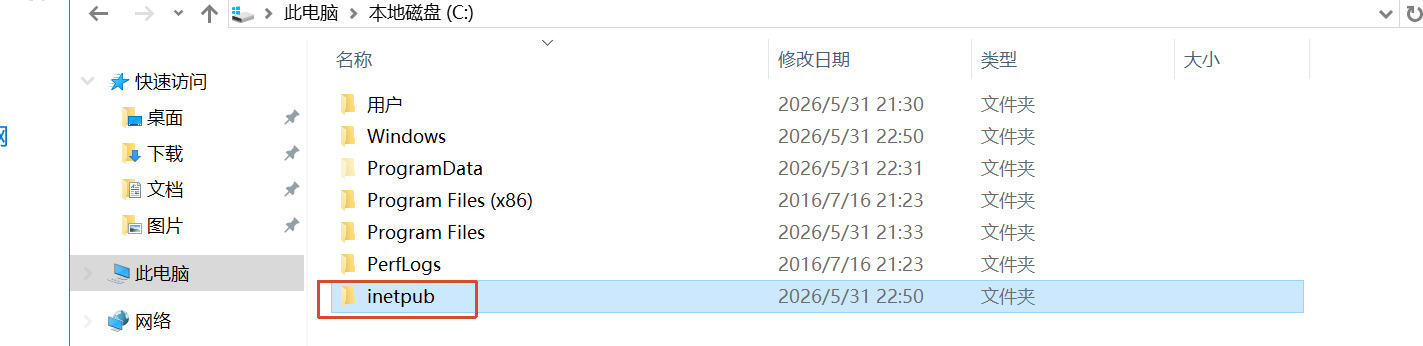 此电脑 > 本地磁盘 (C:)
名称 修改日期 类型 大小
快速访问
桌面
下载
文档
图片
此电脑
网络
用户 2026/5/31 21:30 文件夹
Windows 2026/5/31 22:50 文件夹
ProgramData 2026/5/31 22:31 文件夹
Program Files (x86) 2016/7/16 21:23 文件夹
Program Files 2026/5/31 21:33 文件夹
PerfLogs 2016/7/16 21:23 文件夹
inetpub 2026/5/31 22:50 文件夹